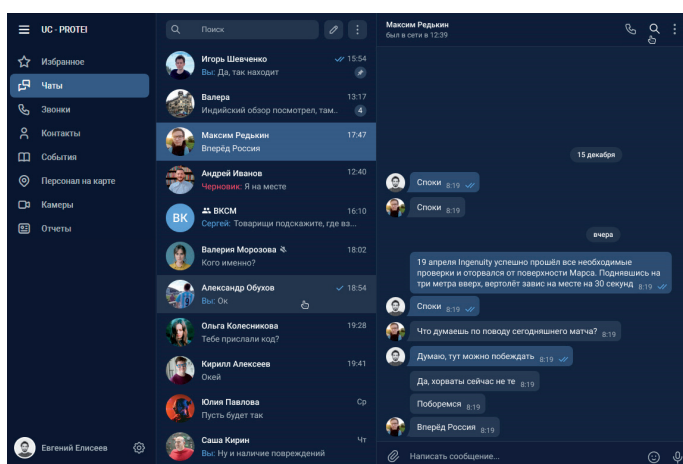 UC - PROTEI
Избранное
Чаты
Звонки
Контакты
События
Персонал на карте
Камеры
Отчеты
Евгений Елисеев
Поиск
Игорь Шевченко 15:54
Вы: Да, так находит
Валера 13:17
Индийский обзор посмотрел, там.. 4
Максим Редькин 17:47
Вперёд Россия
Андрей Иванов 12:40
Черновик: Я на месте
ВК
ВКСМ 16:10
Сергей: Товарищи подскажите, где вз...
Валерия Морозова 18:02
Кого именно?
Александр Обухов 18:54
Вы: Ок
Ольга Колесникова 19:28
Тебе прислали код?
Кирилл Алексеев 19:41
Окей
Юлия Павлова Ср
Пусть будет так
Саша Кирин Чт
Вы: Ну и наличие повреждений
Максим Редькин
был в сети в 12:39
15 декабря
Споки 8:19
Споки 8:19
вчера
19 апреля Ingenuity успешно прошёл все необходимые
проверки и оторвался от поверхности Марса. Поднявшись на
три метра вверх, вертолёт завис на месте на 30 секунд 8:19
Споки 8:19
Что думаешь по поводу сегодняшнего матча? 8:19
Думаю, тут можно побеждать 8:19
Да, хорваты сейчас не те 8:19
Поборемся 8:19
Вперёд Россия 8:19
Написать сообщение...